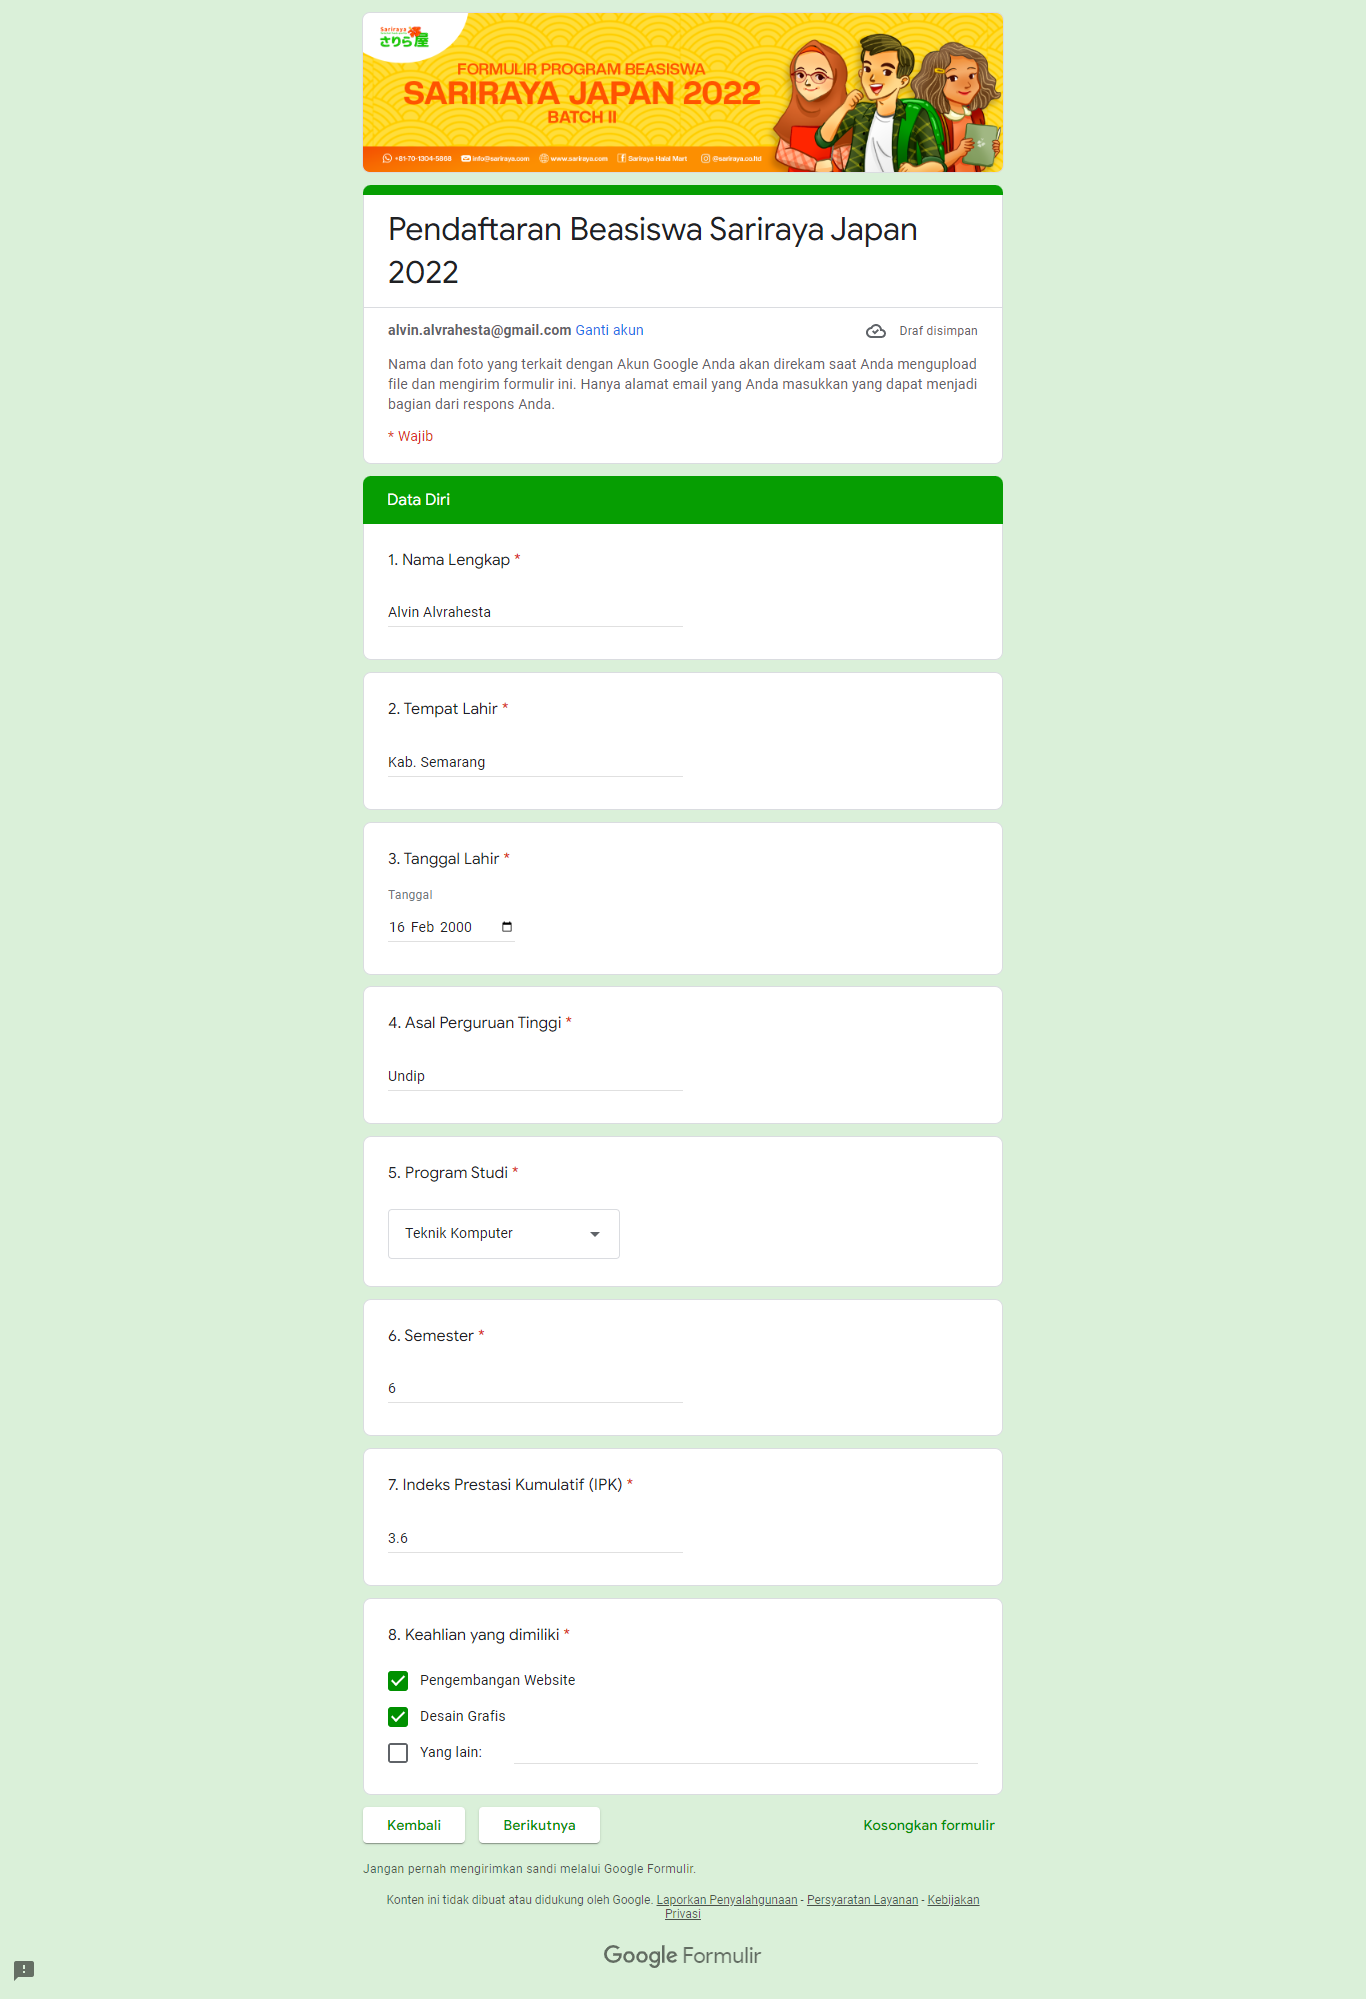 Sariraya
さりら屋
FORMULIR PROGRAM BEASISWA
SARIRAYA JAPAN 2022
BATCH II
+81-70-1304-5868 info@sariraya.com www.sariraya.com Sariraya Halal Mart @sariraya.co.ltd
Pendaftaran Beasiswa Sariraya Japan
2022
alvin.alvrahesta@gmail.com Ganti akun Draf disimpan
Nama dan foto yang terkait dengan Akun Google Anda akan direkam saat Anda mengupload
file dan mengirim formulir ini. Hanya alamat email yang Anda masukkan yang dapat menjadi
bagian dari respons Anda.
* Wajib
Data Diri
1. Nama Lengkap *
Alvin Alvrahesta
2. Tempat Lahir *
Kab. Semarang
3. Tanggal Lahir *
Tanggal
16 Feb 2000
4. Asal Perguruan Tinggi *
Undip
5. Program Studi *
Teknik Komputer
6. Semester *
6
7. Indeks Prestasi Kumulatif (IPK) *
3.6
8. Keahlian yang dimiliki *
Pengembangan Website
Desain Grafis
Yang lain:
Kembali Berikutnya Kosongkan formulir
Jangan pernah mengirimkan sandi melalui Google Formulir.
Konten ini tidak dibuat atau didukung oleh Google. Laporkan Penyalahgunaan - Persyaratan Layanan - Kebijakan
Privasi
Google Formulir